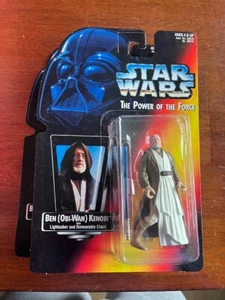 STAR
WARS
THE POWER OF THE FORCE
BEN (OBI-WAN) KENOBI
Lightsaber and Removable Cloak